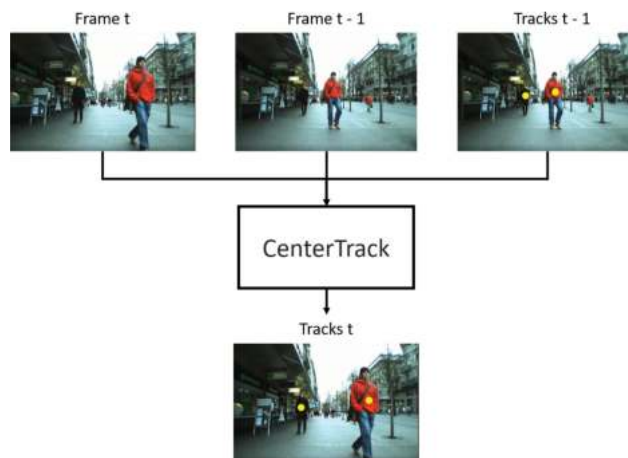 Frame t
Frame t - 1
Tracks t - 1
CenterTrack
Tracks t